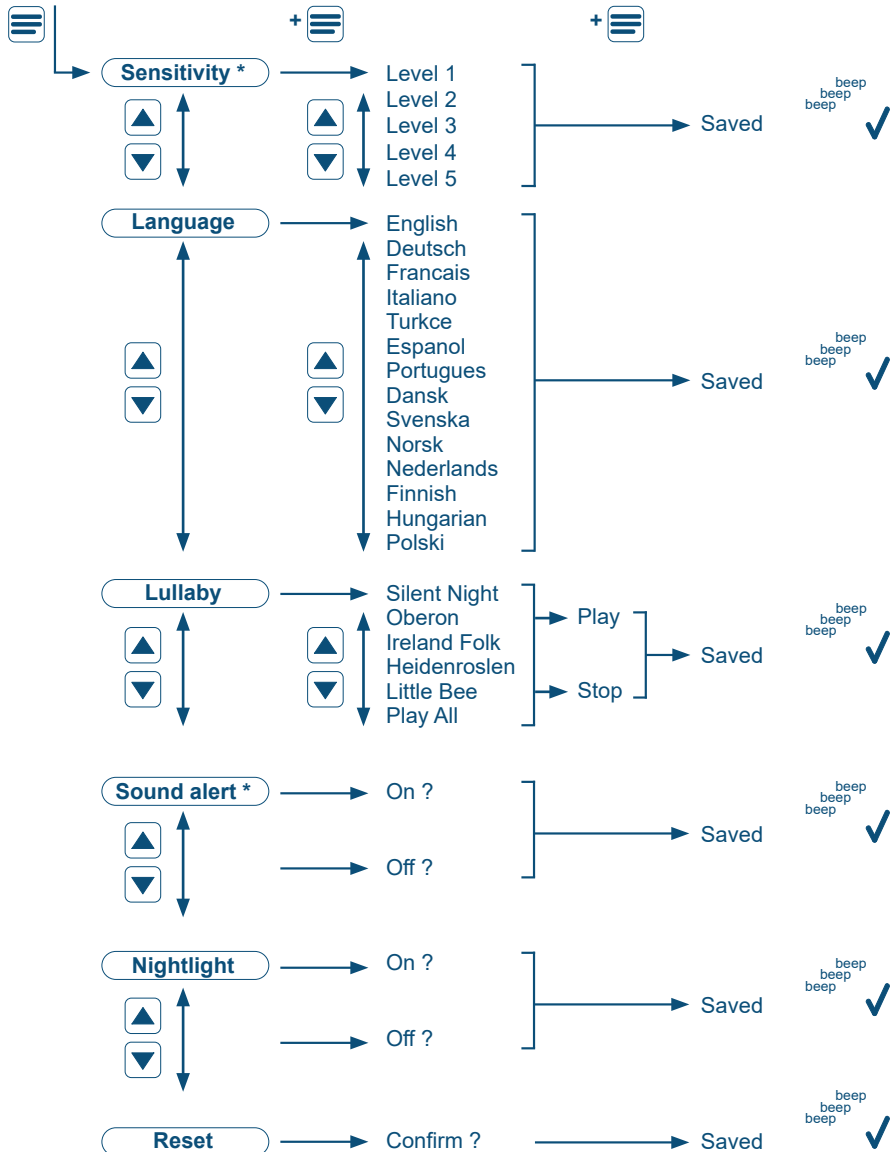 +
+
Sensitivity *
Level 1
Level 2
Level 3
Level 4
Level 5
Saved
beep
beep
beep
Language
English
Deutsch
Francais
Italiano
Turkce
Espanol
Portugues
Dansk
Svenska
Norsk
Nederlands
Finnish
Hungarian
Polski
Saved
beep
beep
beep
Lullaby
Silent Night
Oberon
Ireland Folk
Heidenroslen
Little Bee
Play All
Play
Stop
Saved
beep
beep
beep
Sound alert *
On ?
Off ?
Saved
beep
beep
beep
Nightlight
On ?
Off ?
Saved
beep
beep
beep
Reset
Confirm ?
Saved
beep
beep
beep